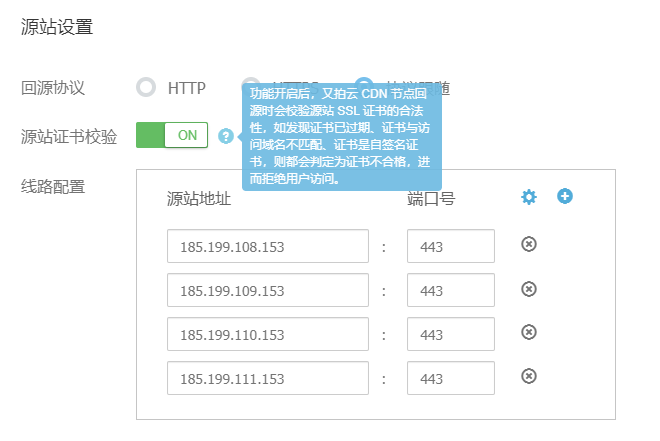 源站设置
回源协议 HTTP
功能开启后，又拍云 CDN 节点回
源时会校验源站 SSL 证书的合法
性，如发现证书已过期、证书与访
问域名不匹配、证书是自签名证
书，则都会判定为证书不合格，进
而拒绝用户访问。
源站证书校验 ON ?
线路配置
源站地址 端口号
185.199.108.153 : 443
185.199.109.153 : 443
185.199.110.153 : 443
185.199.111.153 : 443